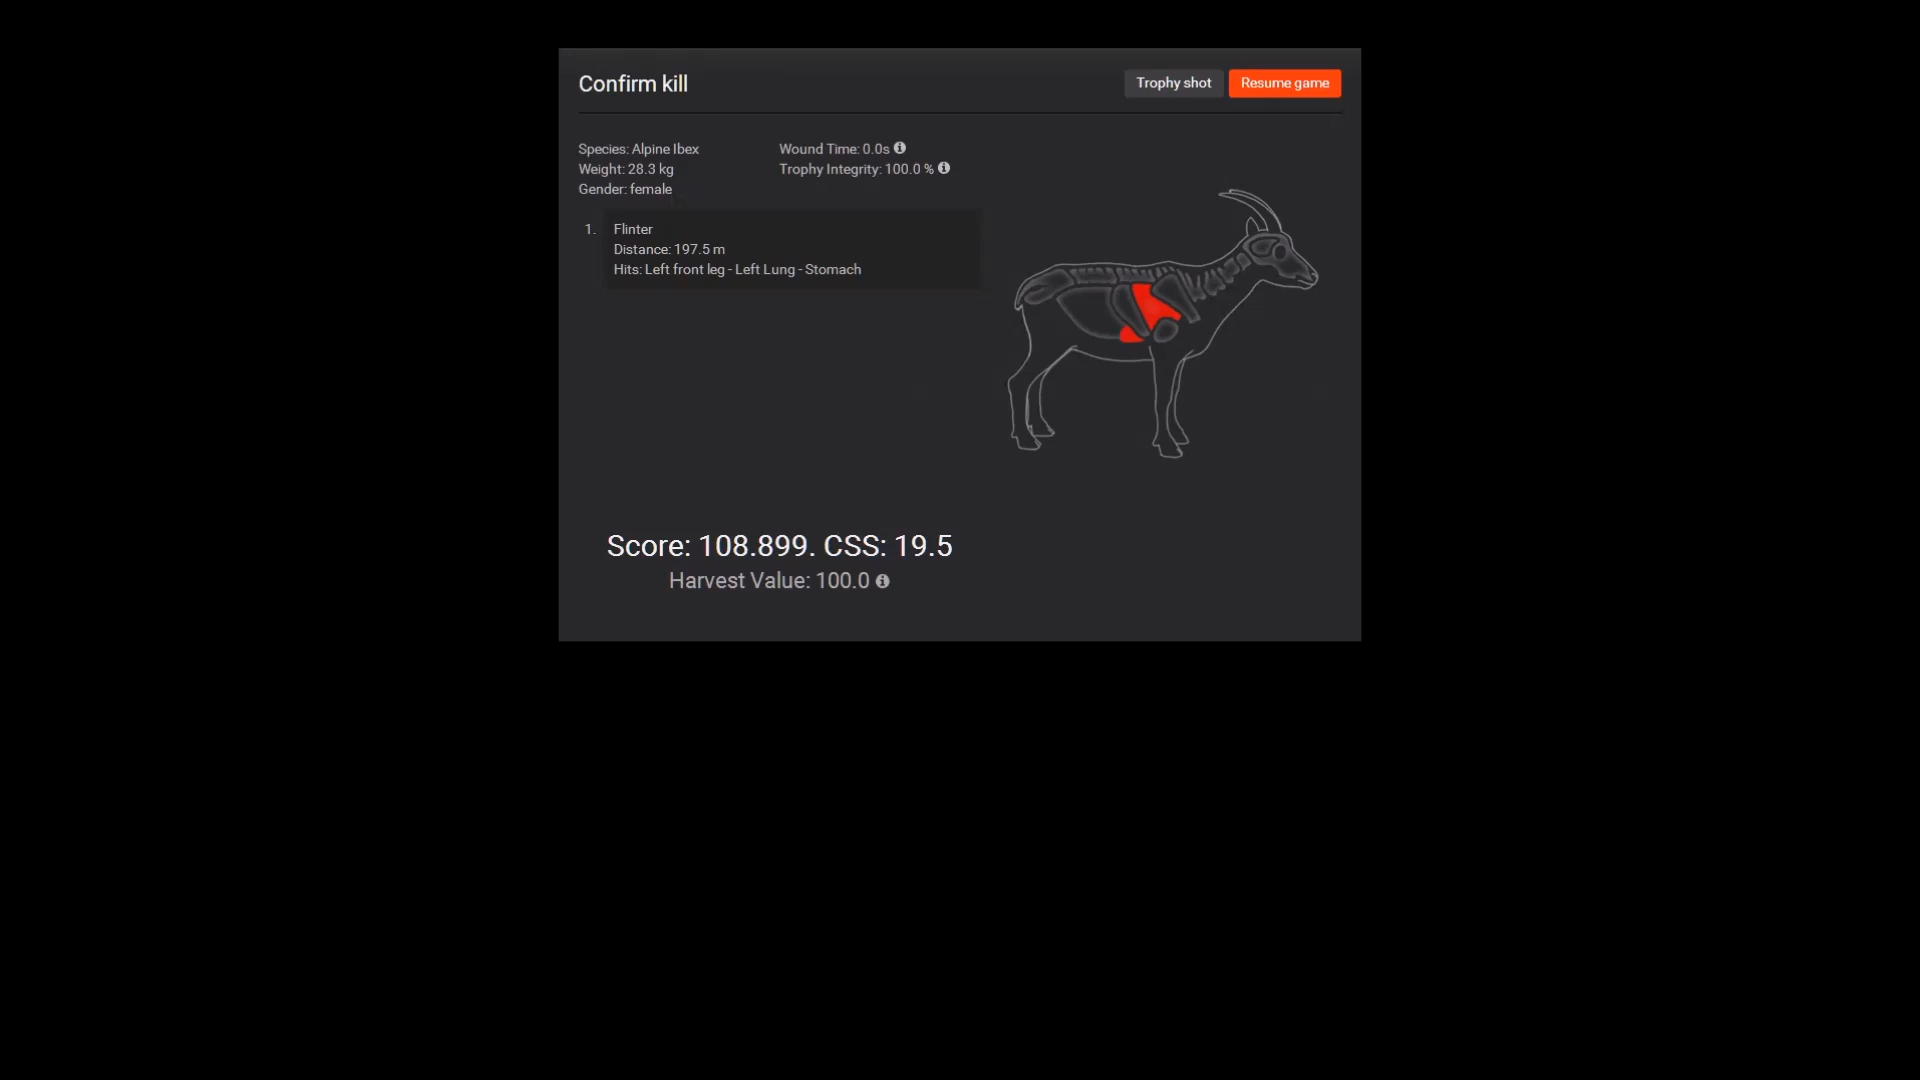 Confirm kill
Trophy shot
Resume game
Species: Alpine Ibex
Weight: 28.3 kg
Gender: female
Wound Time: 0.0s
Trophy Integrity: 100.0 %
1.
Flinter
Distance: 197.5 m
Hits: Left front leg - Left Lung - Stomach
Score: 108.899. CSS: 19.5
Harvest Value: 100.0